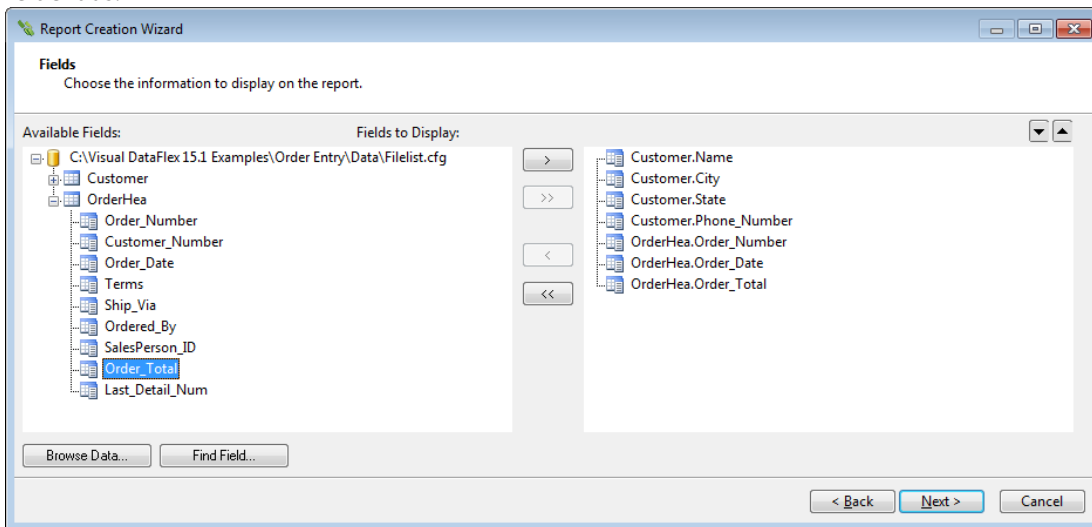 Report Creation Wizard
Fields
Choose the information to display on the report.
Available Fields:
Fields to Display:
C:\Visual DataFlex 15.1 Examples\Order Entry\Data\Filelist.cfg
Customer
OrderHea
Order_Number
Customer_Number
Order_Date
Terms
Ship_Via
Ordered_By
SalesPerson_ID
Order_Total
Last_Detail_Num
>
>>
<
<<
Customer.Name
Customer.City
Customer.State
Customer.Phone_Number
OrderHea.Order_Number
OrderHea.Order_Date
OrderHea.Order_Total
Browse Data...
Find Field...
< Back
Next >
Cancel